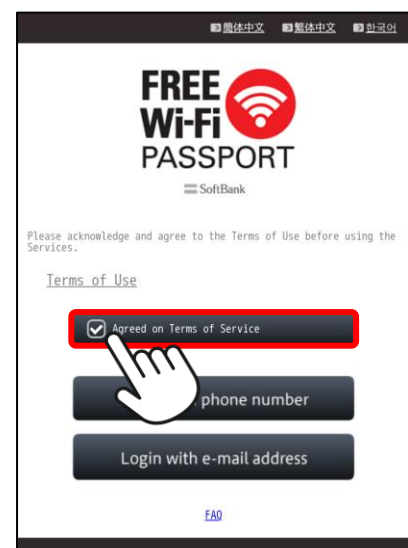 簡体中文 繁体中文 한국어
FREE
Wi-Fi
PASSPORT
SoftBank
Please acknowledge and agree to the Terms of Use before using the
Services.
Terms of Use
Agreed on Terms of Service
phone number
Login with e-mail address
FAQ